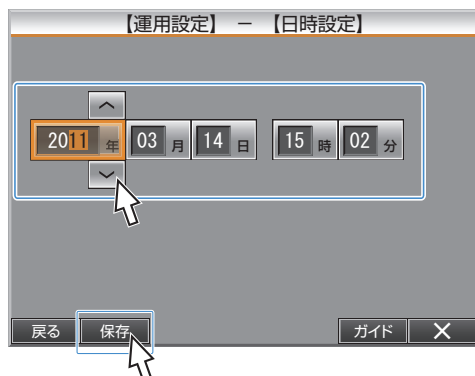 【運用設定】 － 【日時設定】
2011 年 03 月 14 日 15 時 02 分
戻る 保存 ガイド ✕